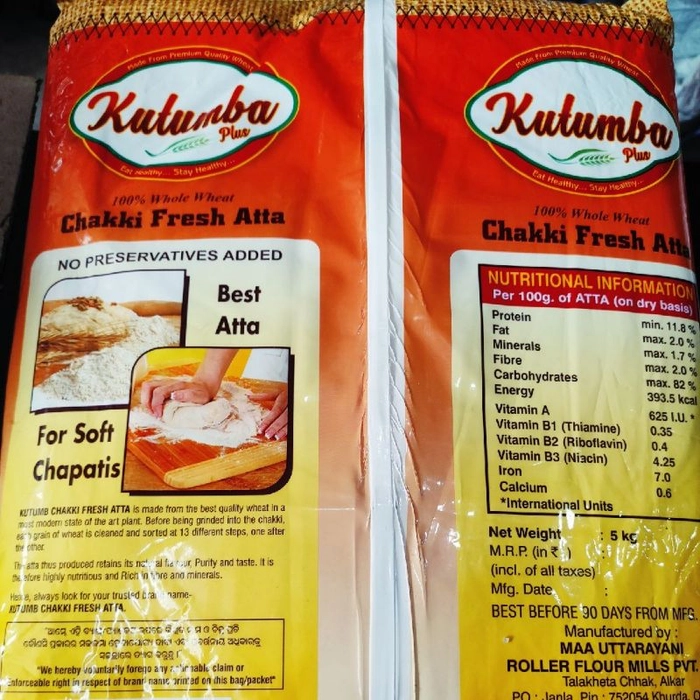 Made From Premium Quality Wheat
Kutumba
Plus
Eat Healthy... Stay Healthy...
100% Whole Wheat
Chakki Fresh Atta
NO PRESERVATIVES ADDED
Best
Atta
For Soft
Chapatis
KUTUMB CHAKKI FRESH ATTA is made from the best quality wheat in a
most modern state of the art plant. Before being grinded into the chakki,
each grain of wheat is cleaned and sorted at 13 different steps, one after
the other.
The atta thus produced retains its natural flavour, Purity and taste. It is
therefore highly nutritious and Rich in fibre and minerals.
Hence, always look for your trusted brand name-
KUTUMB CHAKKI FRESH ATTA.
"We hereby voluntarily forego any actionable claim or
Enforceable right in respect of brand name printed on this bag/packet"
Made From Premium Quality Wheat
Kutumba
Plus
Eat Healthy... Stay Healthy...
100% Whole Wheat
Chakki Fresh Atta
NUTRITIONAL INFORMATION
Per 100g. of ATTA (on dry basis)
Protein min. 11.8 %
Fat max. 2.0 %
Minerals max. 1.7 %
Fibre max. 2.0 %
Carbohydrates max. 82 %
Energy 393.5 kcal
Vitamin A 625 I.U. *
Vitamin B1 (Thiamine) 0.35
Vitamin B2 (Riboflavin) 0.4
Vitamin B3 (Niacin) 4.25
Iron 7.0
Calcium 0.6
*International Units
Net Weight : 5 kg
M.R.P. (in ₹) :
(incl. of all taxes)
Mfg. Date :
BEST BEFORE 90 DAYS FROM MFG.
Manufactured by :
MAA UTTARAYANI
ROLLER FLOUR MILLS PVT.
Talakheta Chhak, Alkar
PO : Janla, Pin : 752054 Khurda